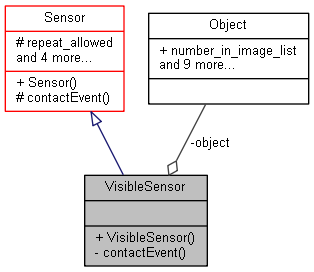 Sensor
# repeat_allowed
and 4 more...
+ Sensor()
# contactEvent()
Object
+ number_in_image_list
and 9 more...
-object
VisibleSensor
+ VisibleSensor()
- contactEvent()